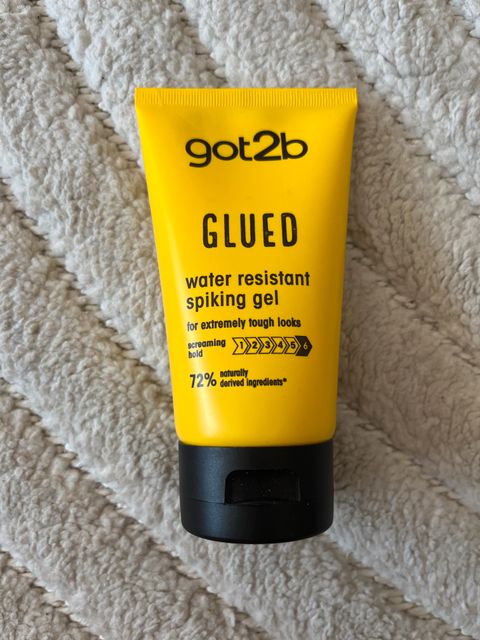 got2b
GLUED
water resistant
spiking gel
for extremely tough looks
screaming
hold
1 2 3 4 5 6
72% naturally
derived ingredients*